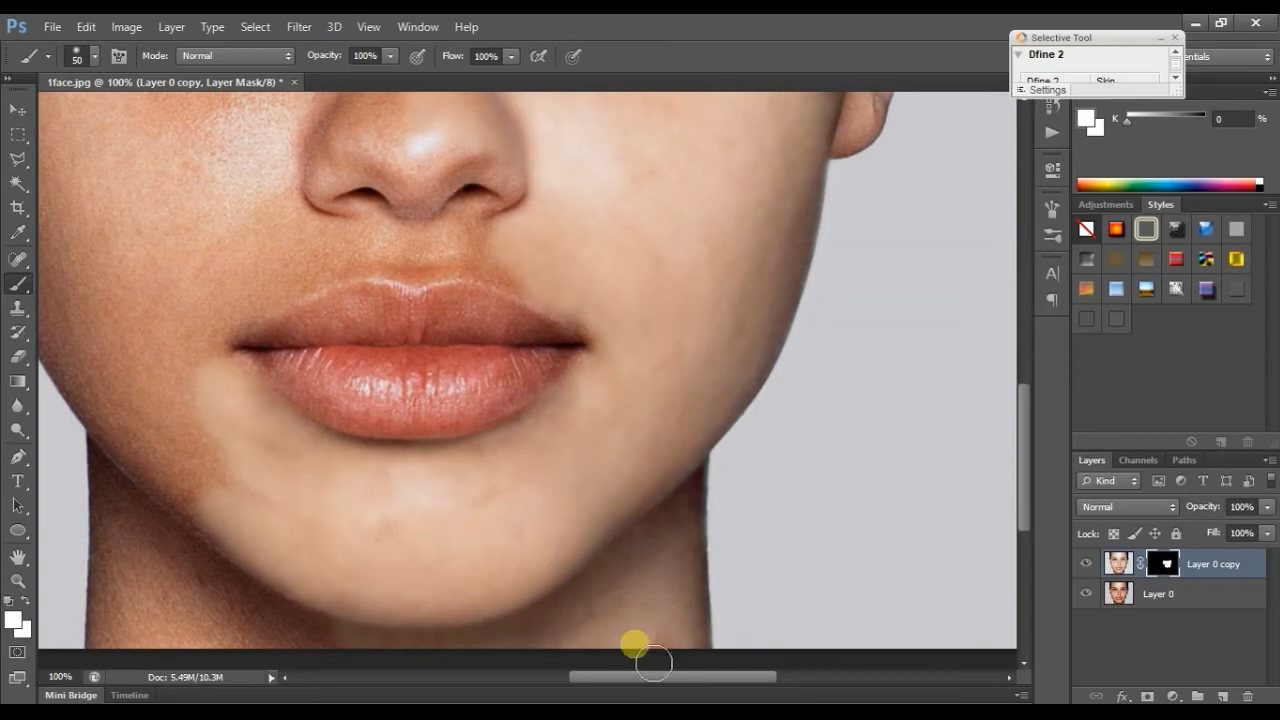 Ps File Edit Image Layer Type Select Filter 3D View Window Help
50 Mode: Normal Opacity: 100% Flow: 100%
Selective Tool
Dfine 2
Dfine 2 Skin
Settings
entials
1face.jpg @ 100% (Layer 0 copy, Layer Mask/8) * ×
K 0 %
Adjustments Styles
A|
T
Layers Channels Paths
Kind
Normal Opacity: 100%
Lock: Fill: 100%
Layer 0 copy
Layer 0
100% Doc: 5.49M/10.3M
Mini Bridge Timeline
fx